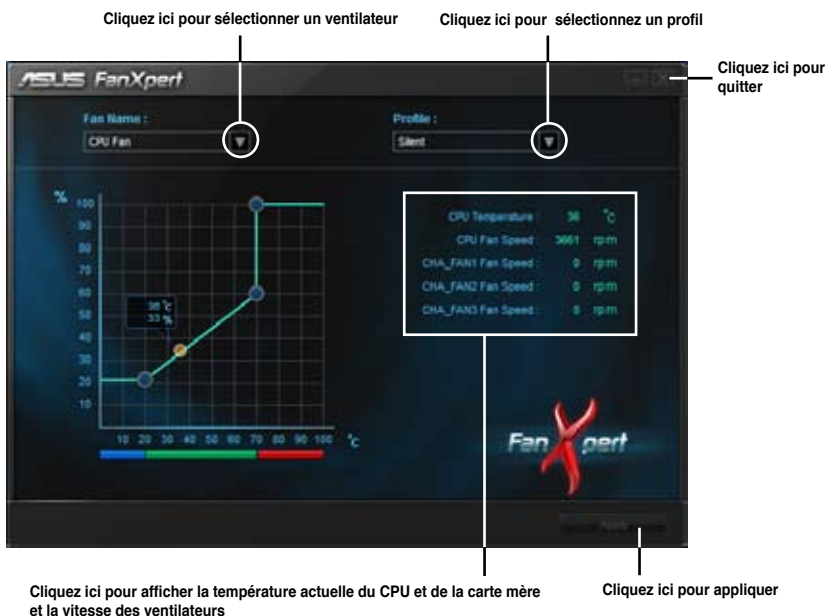 Cliquez ici pour sélectionner un ventilateur
Cliquez ici pour sélectionnez un profil
Cliquez ici pour
quitter
ASUS FanXpert
Fan Name :
Profile :
CPU Fan
Silent
%
100
90
80
70
60
50
40
30
20
10
38 °C
33 %
10 20 30 40 50 60 70 80 90 100 °C
CPU Temperature : 38 °C
CPU Fan Speed : 3661 rpm
CHA_FAN1 Fan Speed : 0 rpm
CHA_FAN2 Fan Speed : 0 rpm
CHA_FAN3 Fan Speed : 0 rpm
Fan Xpert
Apply
Cliquez ici pour afficher la température actuelle du CPU et de la carte mère
et la vitesse des ventilateurs
Cliquez ici pour appliquer